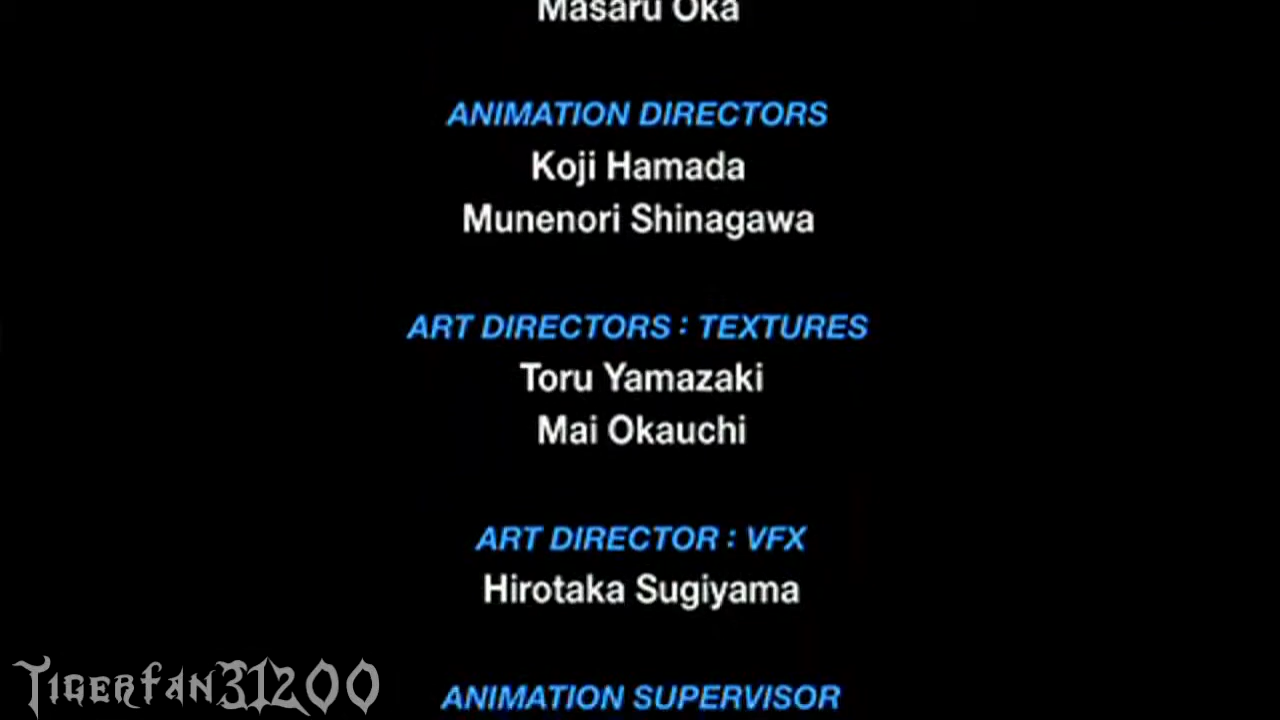 Masaru Oka
ANIMATION DIRECTORS
Koji Hamada
Munenori Shinagawa
ART DIRECTORS : TEXTURES
Toru Yamazaki
Mai Okauchi
ART DIRECTOR : VFX
Hirotaka Sugiyama
ANIMATION SUPERVISOR
Tigerfan31200